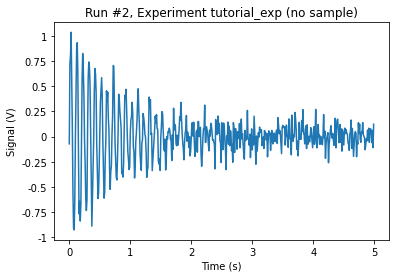 Run #2, Experiment tutorial_exp (no sample)
1
0.75
0.5
0.25
0
-0.25
-0.5
-0.75
-1
Signal (V)
0 1 2 3 4 5
Time (s)